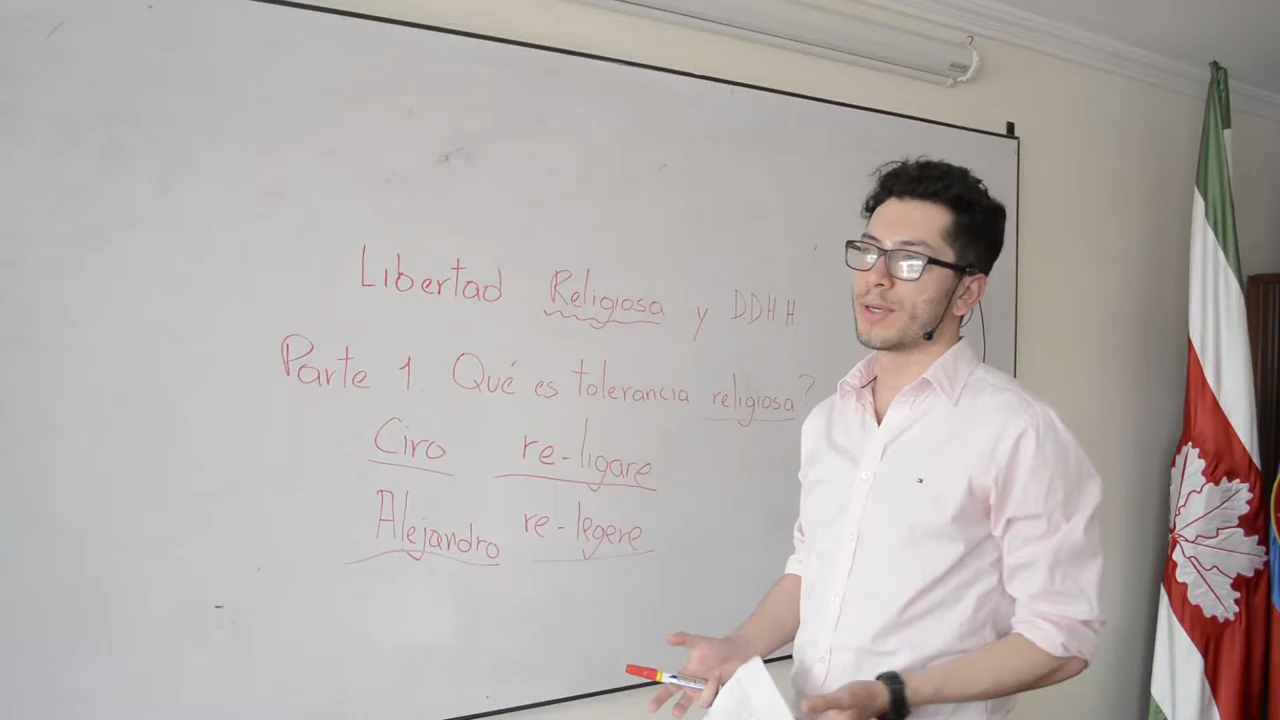 Libertad Religiosa y DDHH
Parte 1. Qué es tolerancia religiosa?
Ciro re-ligare
Alejandro re-legere